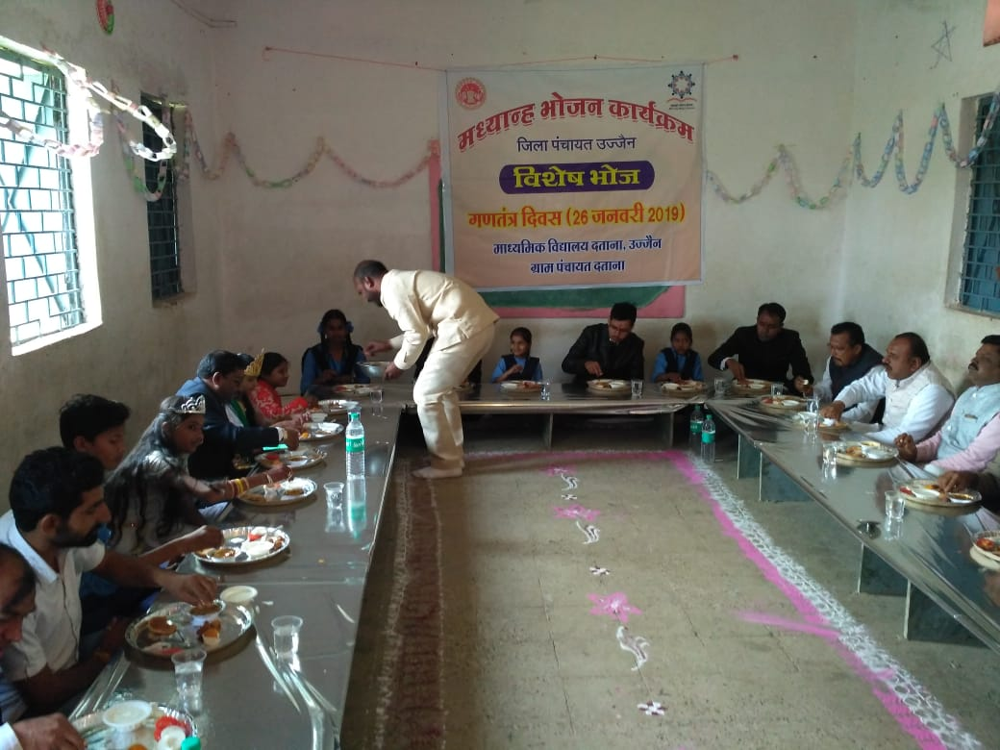 मध्यान्ह भोजन कार्यक्रम
जिला पंचायत उज्जैन
विशेष भोज
गणतंत्र दिवस (26 जनवरी 2019)
माध्यमिक विद्यालय दताना, उज्जैन
ग्राम पंचायत दताना